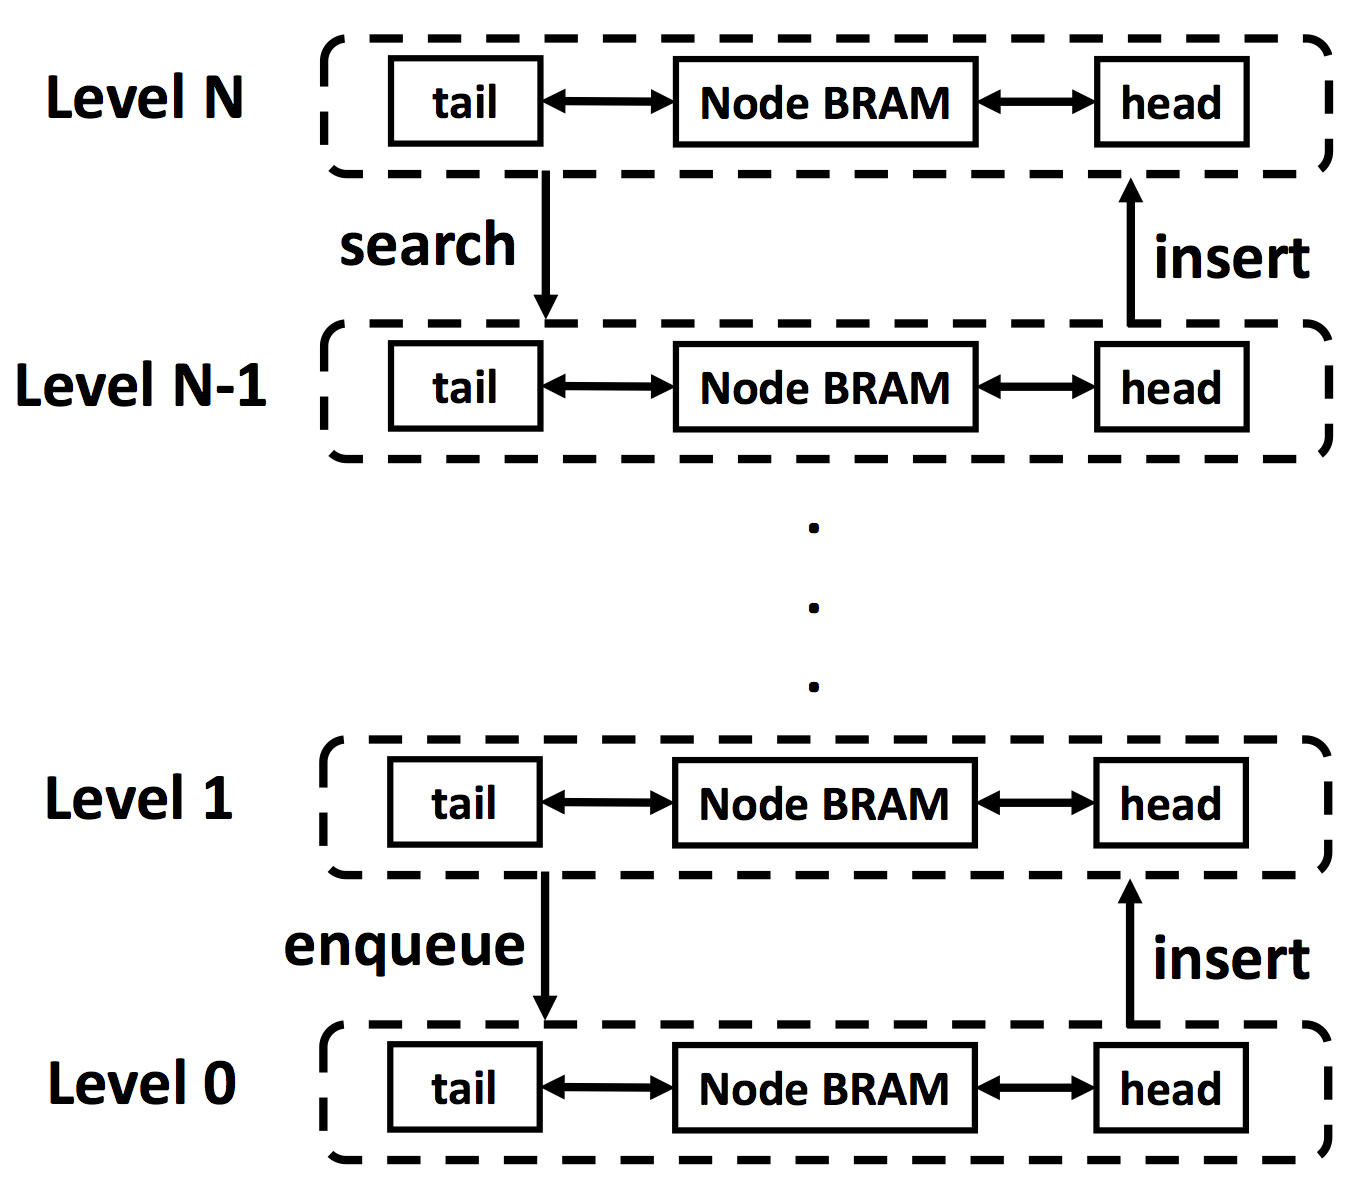 Level N tail Node BRAM head
search insert
Level N-1 tail Node BRAM head
.
.
.
Level 1 tail Node BRAM head
enqueue insert
Level 0 tail Node BRAM head